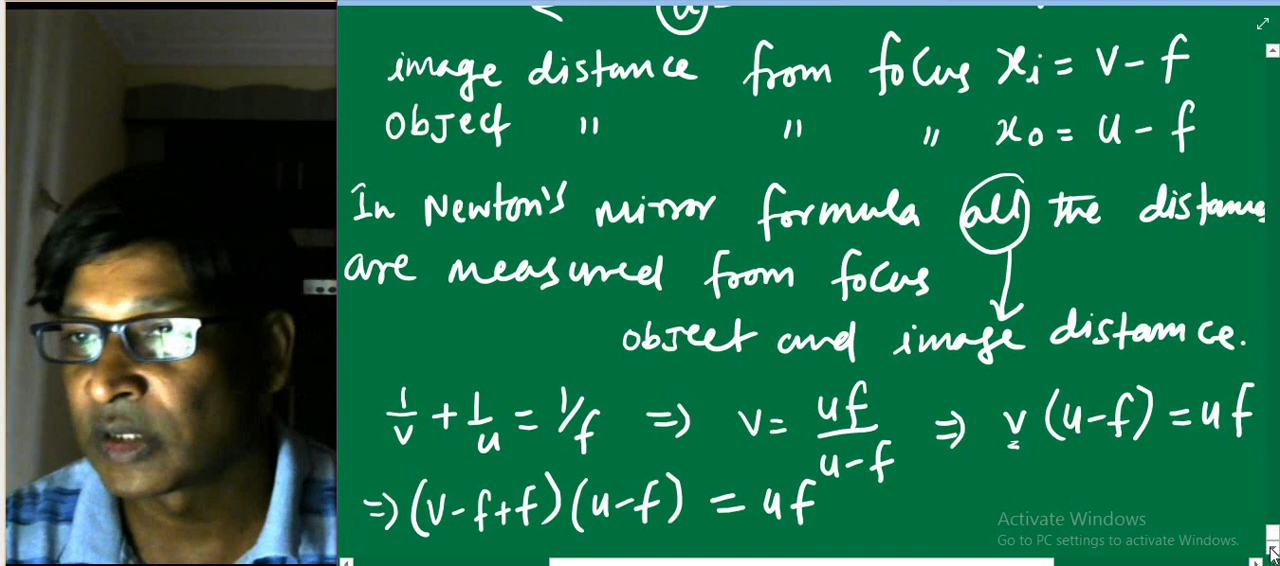 image distance from focus xᵢ = v - f
object " " " x₀ = u - f
In Newton's mirror formula all the distance
are measured from focus
object and image distance.
1/v + 1/u = 1/f => v = uf/(u-f) => v (u-f) = uf
=> (v-f+f)(u-f) = uf
Activate Windows
Go to PC settings to activate Windows.